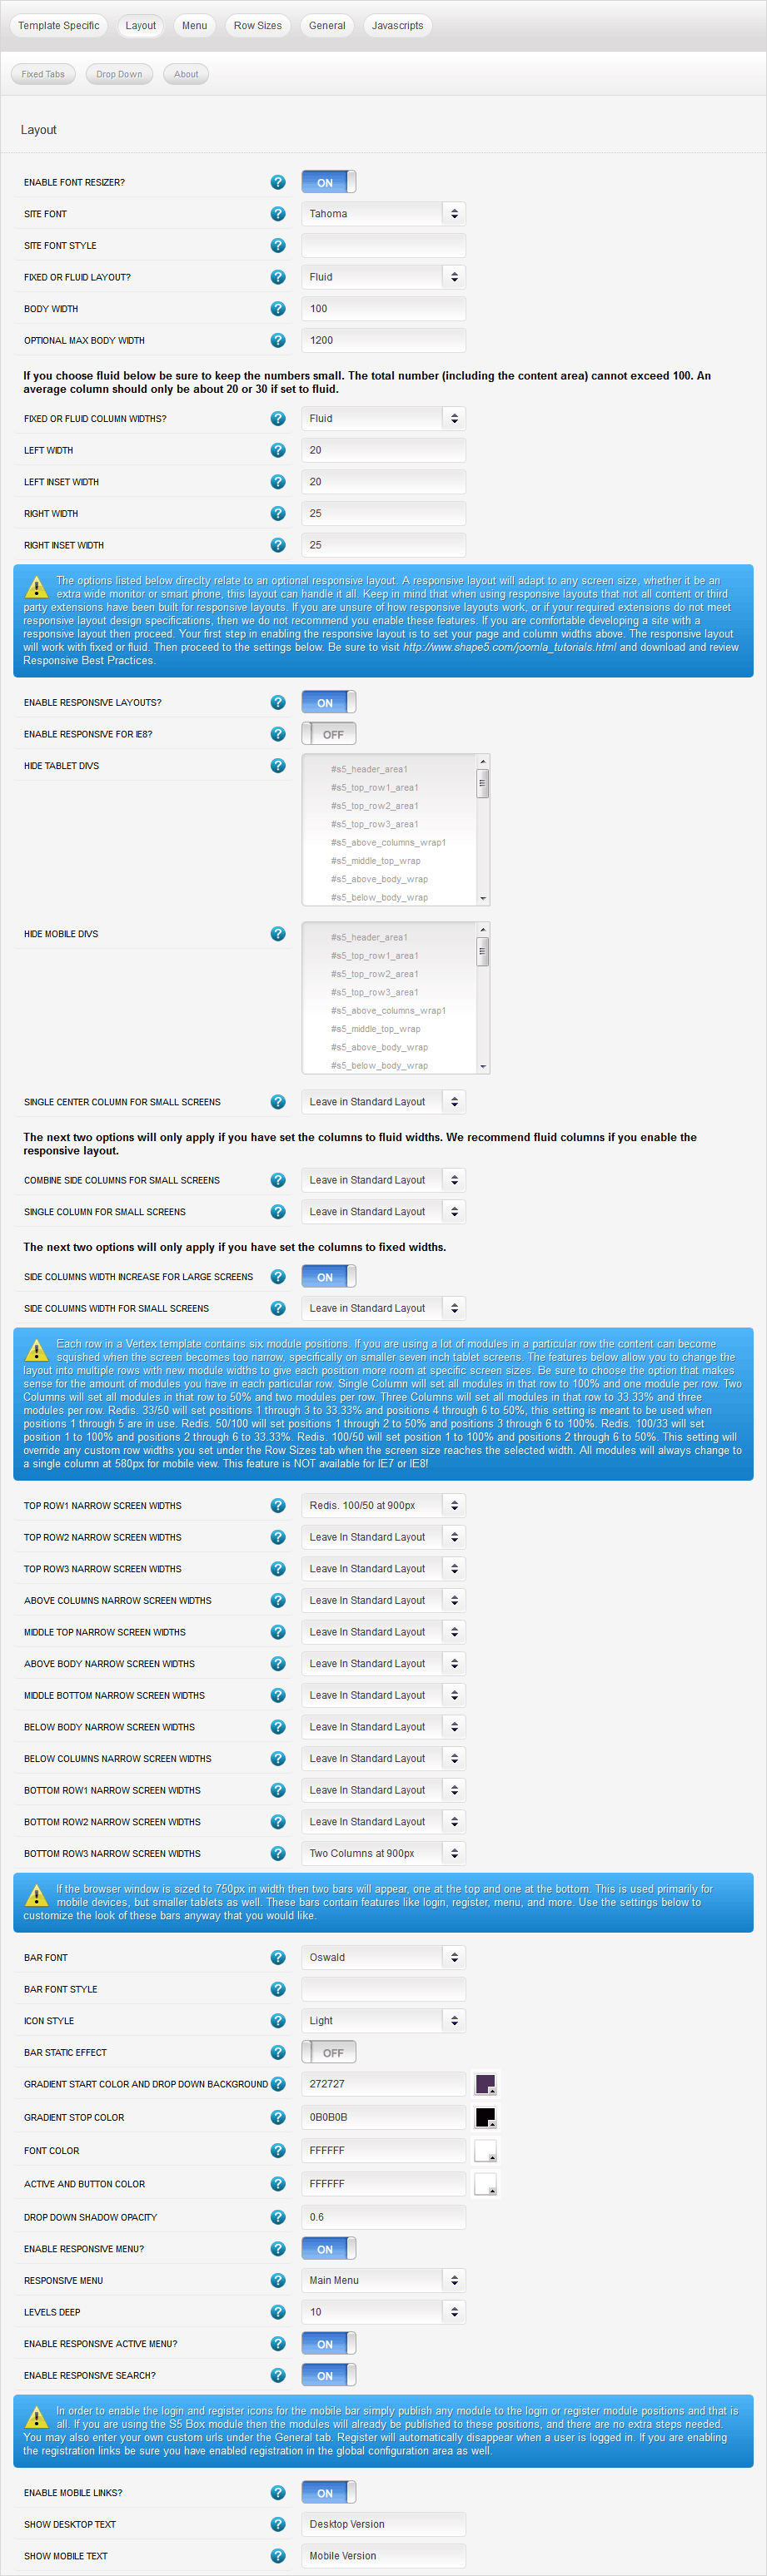 Template Specific Layout Menu Row Sizes General Javascripts
Fixed Tabs Drop Down About
Layout
ENABLE FONT RESIZER? ? ON
SITE FONT ? Tahoma
SITE FONT STYLE ?
FIXED OR FLUID LAYOUT? ? Fluid
BODY WIDTH ? 100
OPTIONAL MAX BODY WIDTH ? 1200
If you choose fluid below be sure to keep the numbers small. The total number (including the content area) cannot exceed 100. An
average column should only be about 20 or 30 if set to fluid.
FIXED OR FLUID COLUMN WIDTHS? ? Fluid
LEFT WIDTH ? 20
LEFT INSET WIDTH ? 20
RIGHT WIDTH ? 25
RIGHT INSET WIDTH ? 25
The options listed below direclty relate to an optional responsive layout. A responsive layout will adapt to any screen size, whether it be an
extra wide monitor or smart phone, this layout can handle it all. Keep in mind that when using responsive layouts that not all content or third
party extensions have been built for responsive layouts. If you are unsure of how responsive layouts work, or if your required extensions do not meet
responsive layout design specifications, then we do not recommend you enable these features. If you are comfortable developing a site with a
responsive layout then proceed. Your first step in enabling the responsive layout is to set your page and column widths above. The responsive layout
will work with fixed or fluid. Then proceed to the settings below. Be sure to visit http://www.shape5.com/joomla_tutorials.html and download and review
Responsive Best Practices.
ENABLE RESPONSIVE LAYOUTS? ? ON
ENABLE RESPONSIVE FOR IE8? ? OFF
HIDE TABLET DIVS ?
#s5_header_area1
#s5_top_row1_area1
#s5_top_row2_area1
#s5_top_row3_area1
#s5_above_columns_wrap1
#s5_middle_top_wrap
#s5_above_body_wrap
#s5_below_body_wrap
HIDE MOBILE DIVS ?
#s5_header_area1
#s5_top_row1_area1
#s5_top_row2_area1
#s5_top_row3_area1
#s5_above_columns_wrap1
#s5_middle_top_wrap
#s5_above_body_wrap
#s5_below_body_wrap
SINGLE CENTER COLUMN FOR SMALL SCREENS ? Leave in Standard Layout
The next two options will only apply if you have set the columns to fluid widths. We recommend fluid columns if you enable the
responsive layout.
COMBINE SIDE COLUMNS FOR SMALL SCREENS ? Leave in Standard Layout
SINGLE COLUMN FOR SMALL SCREENS ? Leave in Standard Layout
The next two options will only apply if you have set the columns to fixed widths.
SIDE COLUMNS WIDTH INCREASE FOR LARGE SCREENS ? ON
SIDE COLUMNS WIDTH FOR SMALL SCREENS ? Leave in Standard Layout
Each row in a Vertex template contains six module positions. If you are using a lot of modules in a particular row the content can become
squished when the screen becomes too narrow, specifically on smaller seven inch tablet screens. The features below allow you to change the
layout into multiple rows with new module widths to give each position more room at specific screen sizes. Be sure to choose the option that makes
sense for the amount of modules you have in each particular row. Single Column will set all modules in that row to 100% and one module per row. Two
Columns will set all modules in that row to 50% and two modules per row. Three Columns will set all modules in that row to 33.33% and three
modules per row. Redis. 33/50 will set positions 1 through 3 to 33.33% and positions 4 through 6 to 50%, this setting is meant to be used when
positions 1 through 5 are in use. Redis. 50/100 will set positions 1 through 2 to 50% and positions 3 through 6 to 100%. Redis. 100/33 will set
position 1 to 100% and positions 2 through 6 to 33.33%. Redis. 100/50 will set position 1 to 100% and positions 2 through 6 to 50%. This setting will
override any custom row widths you set under the Row Sizes tab when the screen size reaches the selected width. All modules will always change to
a single column at 580px for mobile view. This feature is NOT available for IE7 or IE8!
TOP ROW1 NARROW SCREEN WIDTHS ? Redis. 100/50 at 900px
TOP ROW2 NARROW SCREEN WIDTHS ? Leave In Standard Layout
TOP ROW3 NARROW SCREEN WIDTHS ? Leave In Standard Layout
ABOVE COLUMNS NARROW SCREEN WIDTHS ? Leave In Standard Layout
MIDDLE TOP NARROW SCREEN WIDTHS ? Leave In Standard Layout
ABOVE BODY NARROW SCREEN WIDTHS ? Leave In Standard Layout
MIDDLE BOTTOM NARROW SCREEN WIDTHS ? Leave In Standard Layout
BELOW BODY NARROW SCREEN WIDTHS ? Leave In Standard Layout
BELOW COLUMNS NARROW SCREEN WIDTHS ? Leave In Standard Layout
BOTTOM ROW1 NARROW SCREEN WIDTHS ? Leave In Standard Layout
BOTTOM ROW2 NARROW SCREEN WIDTHS ? Leave In Standard Layout
BOTTOM ROW3 NARROW SCREEN WIDTHS ? Two Columns at 900px
If the browser window is sized to 750px in width then two bars will appear, one at the top and one at the bottom. This is used primarily for
mobile devices, but smaller tablets as well. These bars contain features like login, register, menu, and more. Use the settings below to
customize the look of these bars anyway that you would like.
BAR FONT ? Oswald
BAR FONT STYLE ?
ICON STYLE ? Light
BAR STATIC EFFECT ? OFF
GRADIENT START COLOR AND DROP DOWN BACKGROUND ? 272727
GRADIENT STOP COLOR ? 0B0B0B
FONT COLOR ? FFFFFF
ACTIVE AND BUTTON COLOR ? FFFFFF
DROP DOWN SHADOW OPACITY ? 0.6
ENABLE RESPONSIVE MENU? ? ON
RESPONSIVE MENU ? Main Menu
LEVELS DEEP ? 10
ENABLE RESPONSIVE ACTIVE MENU? ? ON
ENABLE RESPONSIVE SEARCH? ? ON
In order to enable the login and register icons for the mobile bar simply publish any module to the login or register module positions and that is
all. If you are using the S5 Box module then the modules will already be published to these positions, and there are no extra steps needed.
You may also enter your own custom urls under the General tab. Register will automatically disappear when a user is logged in. If you are enabling
the registration links be sure you have enabled registration in the global configuration area as well.
ENABLE MOBILE LINKS? ? ON
SHOW DESKTOP TEXT ? Desktop Version
SHOW MOBILE TEXT ? Mobile Version